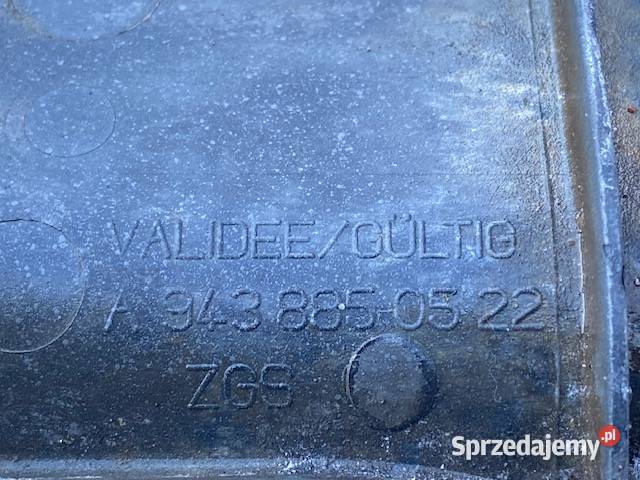 VALIDEE/GÜLTIG
A 943 885 05 22
ZGS
Sprzedajemy.pl